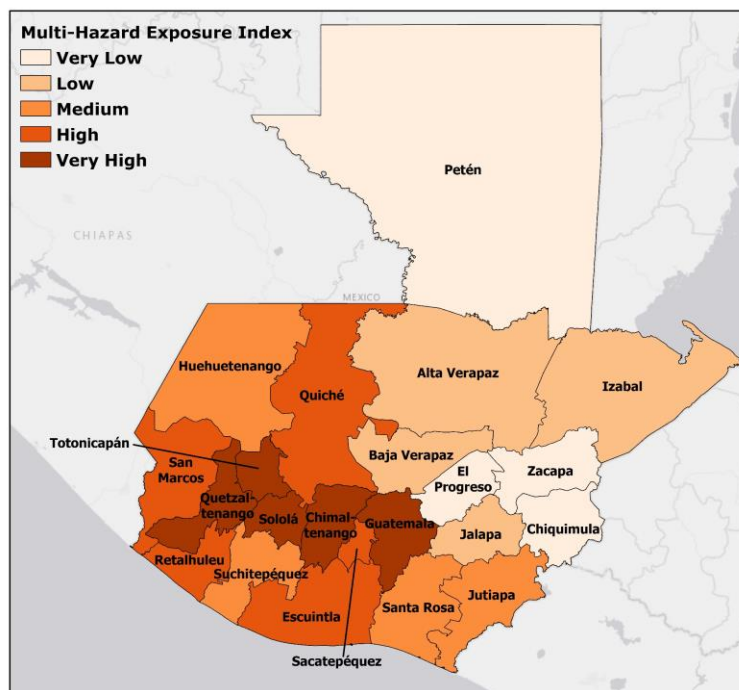 Multi-Hazard Exposure Index
Very Low
Low
Medium
High
Very High
Petén
CHIAPAS
MEXICO
Huehuetenango
Quiché
Alta Verapaz
Izabal
Totonicapán
San
Marcos
Baja Verapaz
El
Progreso
Zacapa
Quetzal-
tenango
Sololá
Chimal-
tenango
Guatemala
Jalapa
Chiquimula
Retalhuleu
Suchitepéquez
Escuintla
Santa Rosa
Jutiapa
Sacatepéquez